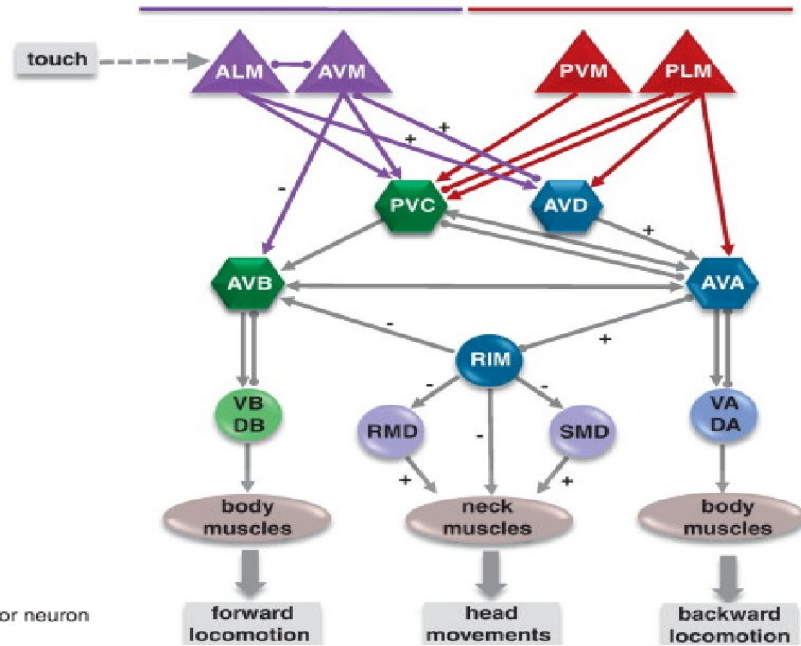 touch
ALM
AVM
PVM
PLM
+
+
-
PVC
AVD
+
AVB
AVA
-
+
RIM
-
-
VB
DB
RMD
-
SMD
VA
DA
+
+
body
muscles
neck
muscles
body
muscles
or neuron
forward
locomotion
head
movements
backward
locomotion